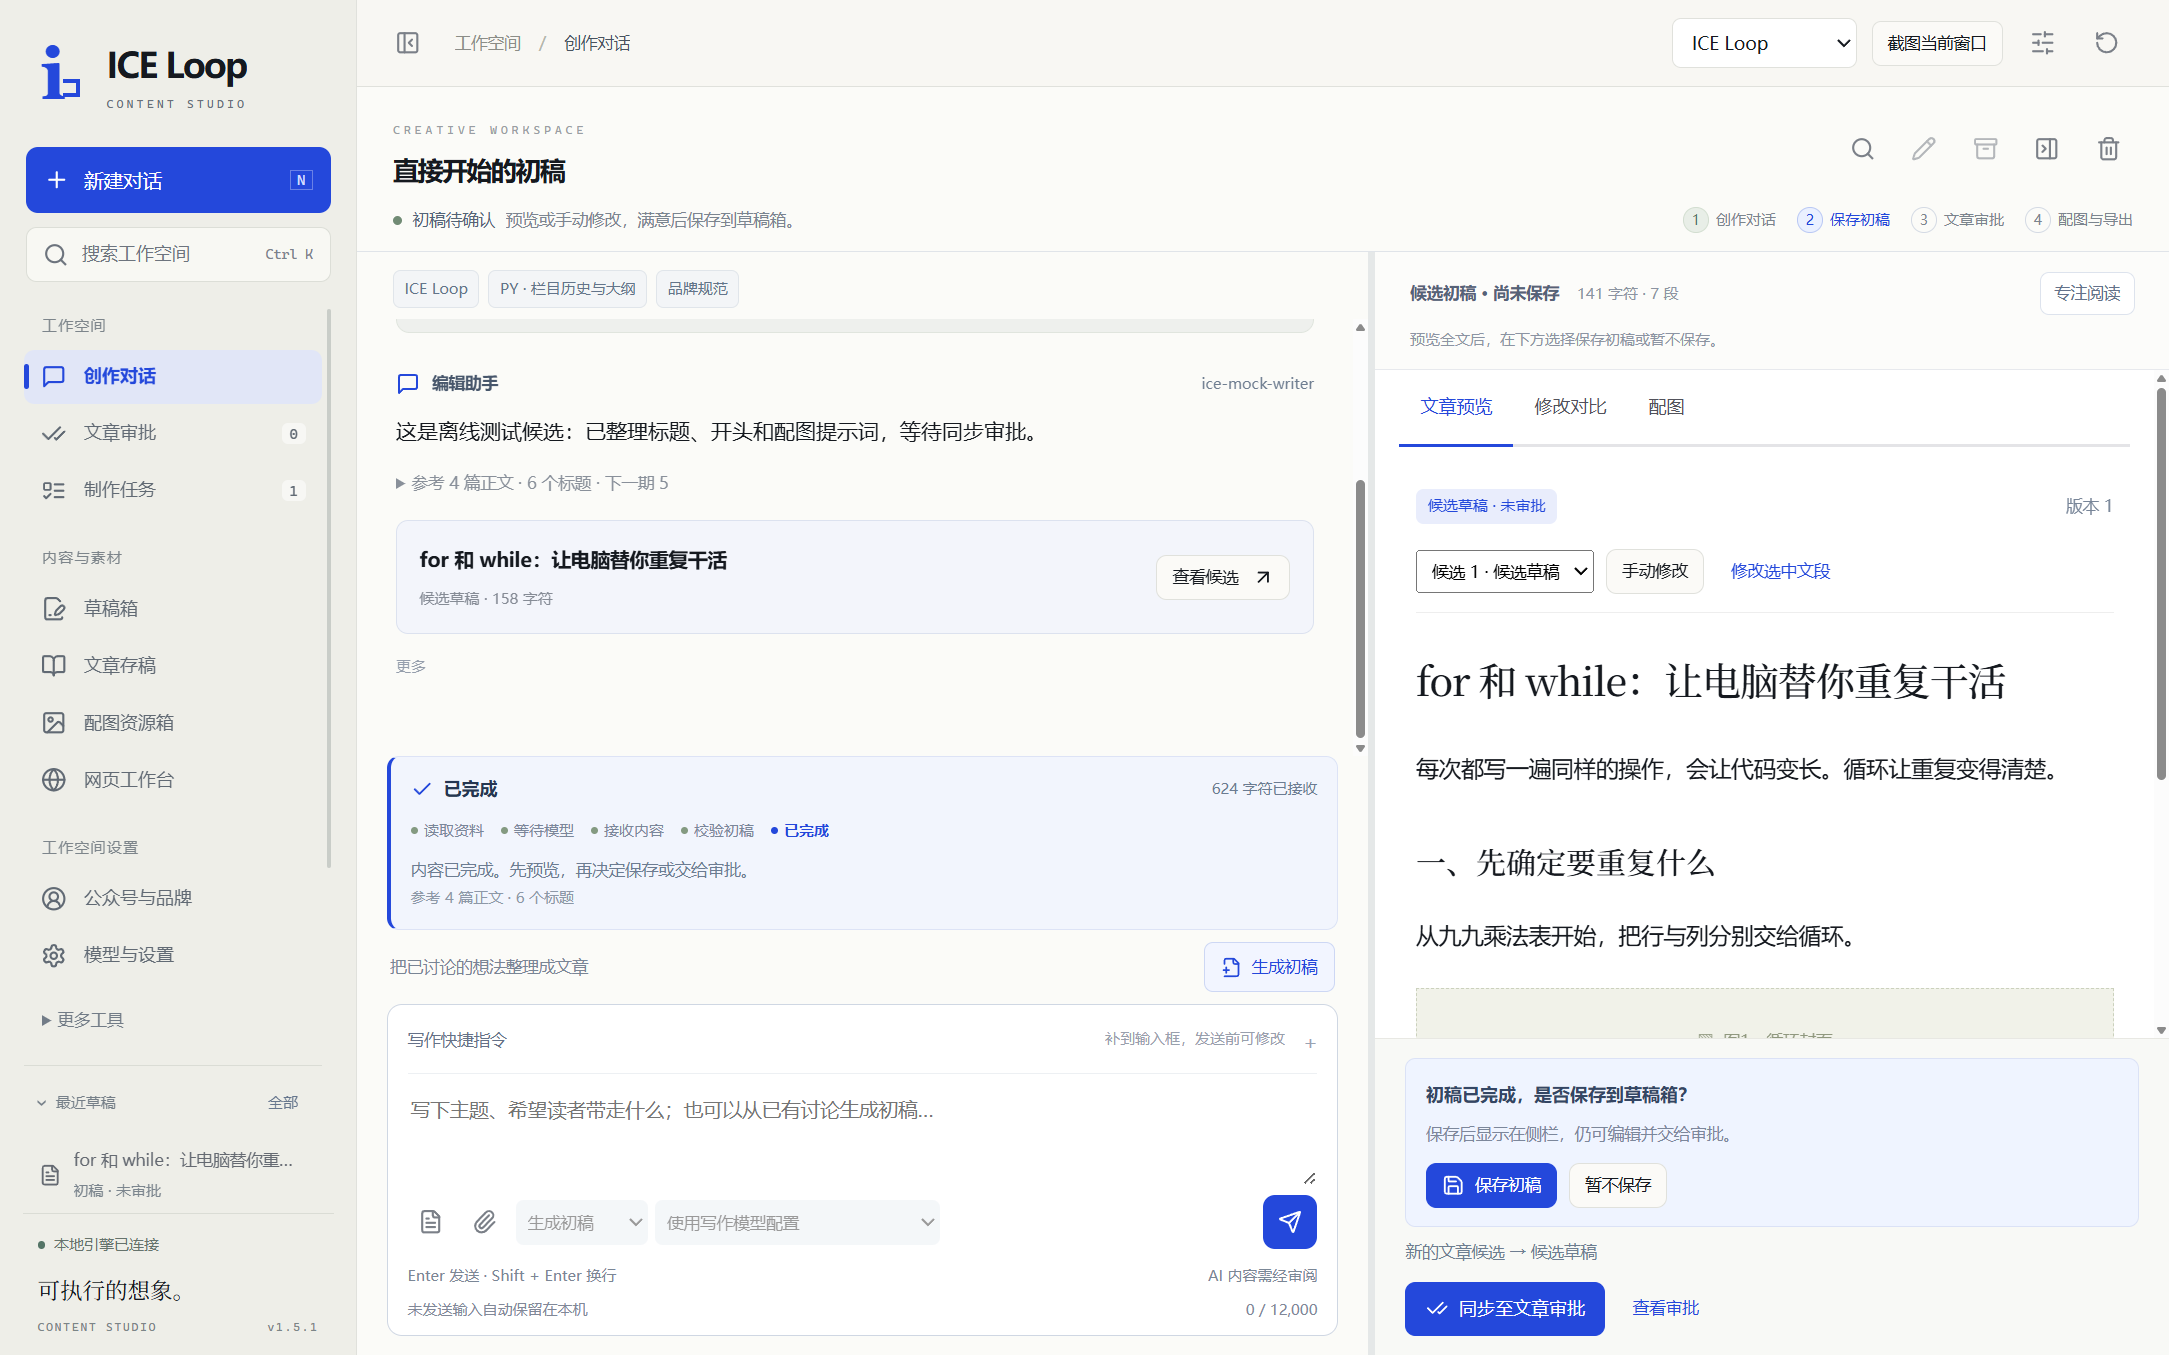 ICE Loop
CONTENT STUDIO
新建对话 N
搜索工作空间 Ctrl K
工作空间
创作对话
文章审批 0
制作任务 1
内容与素材
草稿箱
文章存稿
配图资源箱
网页工作台
工作空间设置
公众号与品牌
模型与设置
更多工具
最近草稿 全部
for 和 while：让电脑替你重...
初稿 · 未审批
本地引擎已连接
可执行的想象。
CONTENT STUDIO v1.5.1
工作空间 / 创作对话
ICE Loop 截图当前窗口
CREATIVE WORKSPACE
直接开始的初稿
初稿待确认 预览或手动修改，满意后保存到草稿箱。
1 创作对话 2 保存初稿 3 文章审批 4 配图与导出
ICE Loop PY · 栏目历史与大纲 品牌规范
编辑助手 ice-mock-writer
这是离线测试候选：已整理标题、开头和配图提示词，等待同步审批。
参考 4 篇正文 · 6 个标题 · 下一期 5
for 和 while：让电脑替你重复干活
候选草稿 · 158 字符
查看候选
更多
已完成 624 字符已接收
读取资料 等待模型 接收内容 校验初稿 已完成
内容已完成。先预览，再决定保存或交给审批。
参考 4 篇正文 · 6 个标题
把已讨论的想法整理成文章 生成初稿
写作快捷指令 补到输入框，发送前可修改 +
写下主题、希望读者带走什么；也可以从已有讨论生成初稿...
生成初稿 使用写作模型配置
Enter 发送 · Shift + Enter 换行 AI 内容需经审阅
未发送输入自动保留在本机 0 / 12,000
候选初稿 • 尚未保存 141 字符 · 7 段 专注阅读
预览全文后，在下方选择保存初稿或暂不保存。
文章预览 修改对比 配图
候选草稿 · 未审批 版本 1
候选 1 · 候选草稿 手动修改 修改选中文段
for 和 while：让电脑替你重复干活
每次都写一遍同样的操作，会让代码变长。循环让重复变得清楚。
一、先确定要重复什么
从九九乘法表开始，把行与列分别交给循环。
初稿已完成，是否保存到草稿箱？
保存后显示在侧栏，仍可编辑并交给审批。
保存初稿 暂不保存
新的文章候选 → 候选草稿
同步至文章审批 查看审批